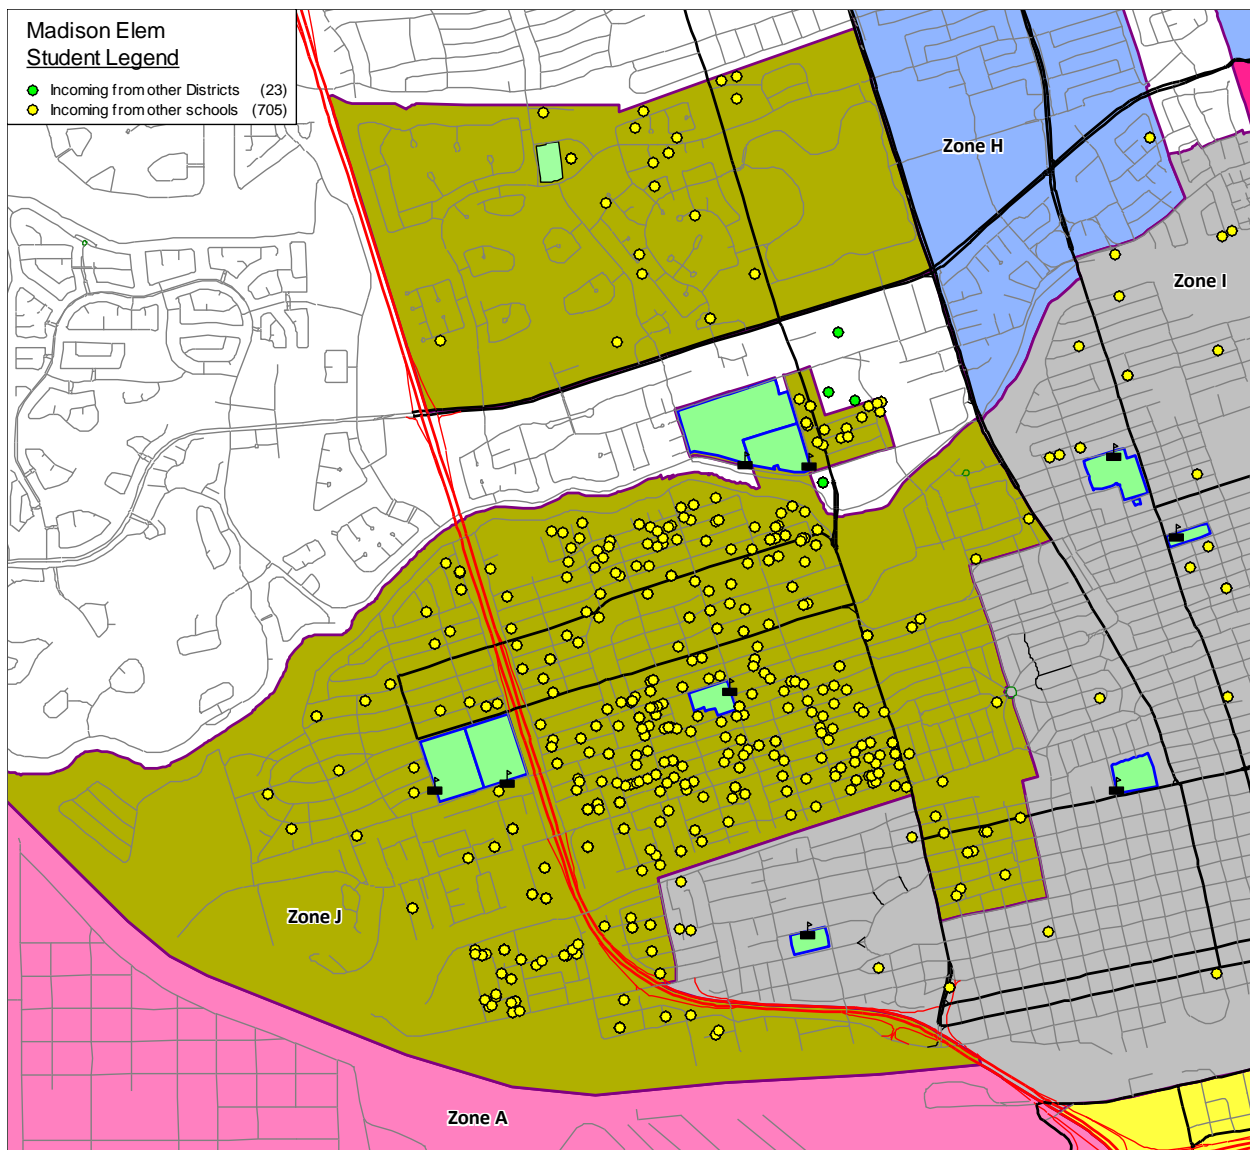 Madison Elem
Student Legend
Incoming from other Districts (23)
Incoming from other schools (705)
Zone H
Zone I
Zone J
Zone A